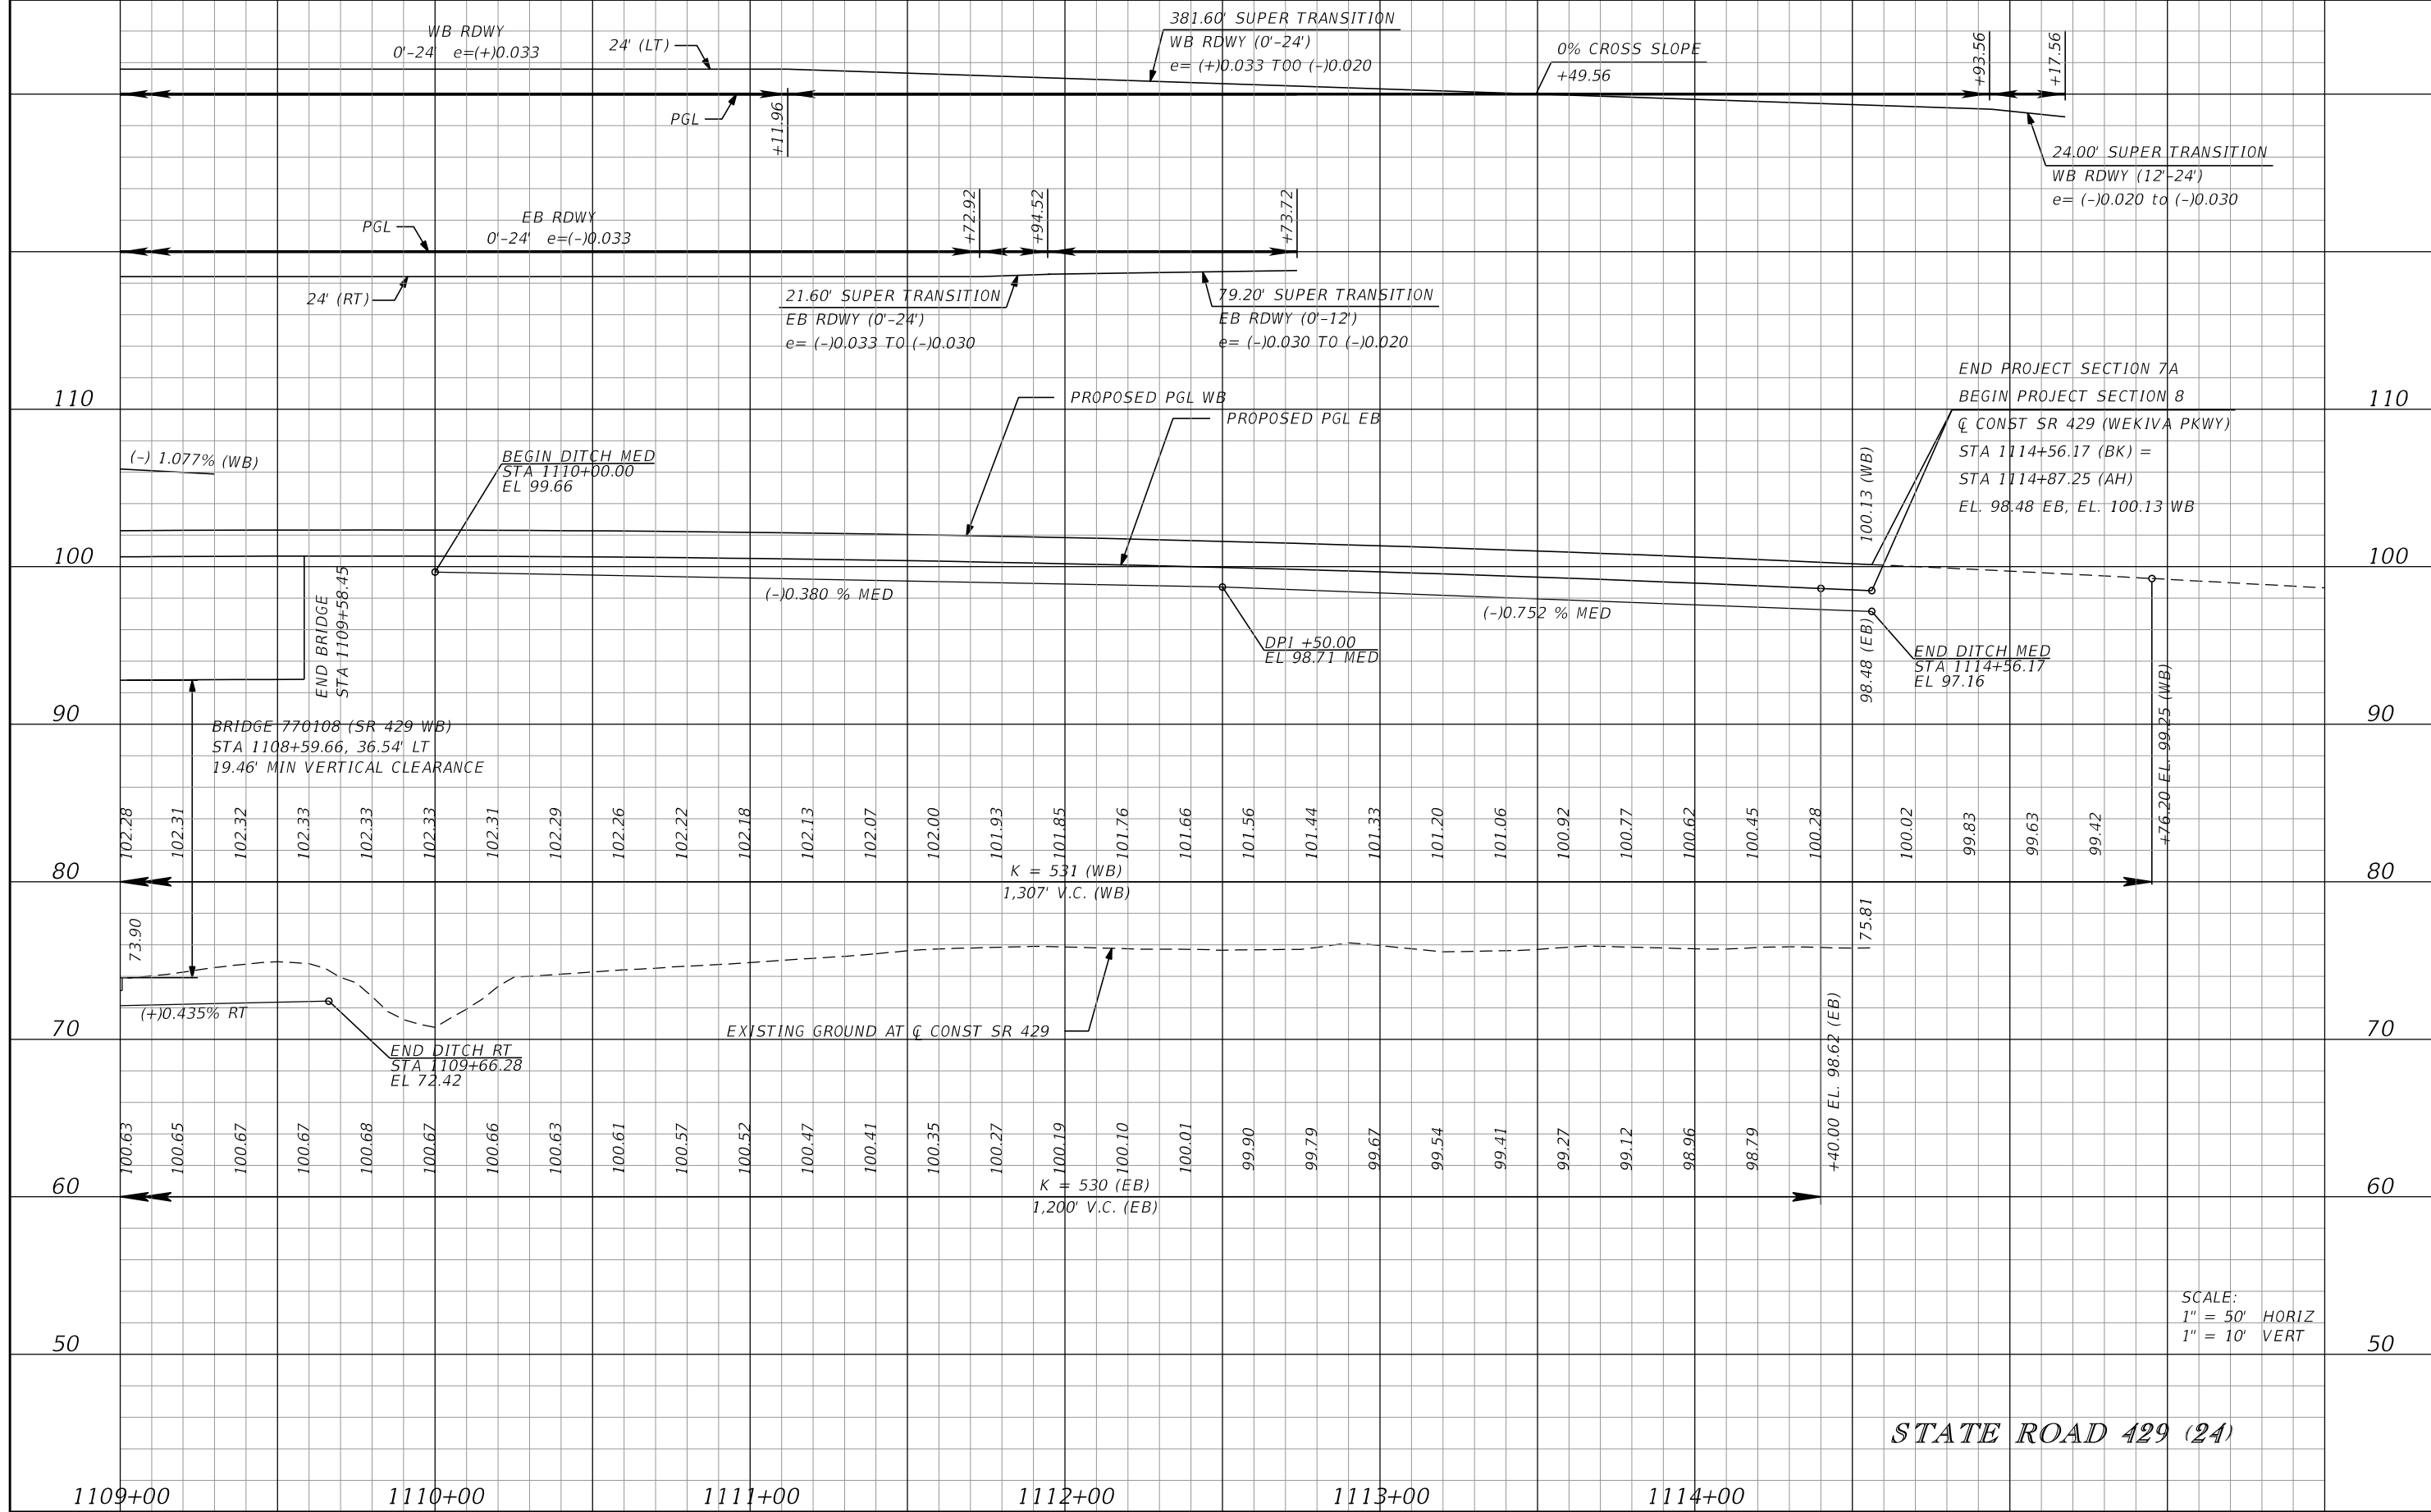 WB RDWY
0'-24' e=(+)0.033
24' (LT)
PGL
+11.96
381.60' SUPER TRANSITION
WB RDWY (0'-24')
e= (+)0.033 TO0 (-)0.020
0% CROSS SLOPE
+49.56
+93.56
+17.56
24.00' SUPER TRANSITION
WB RDWY (12'-24')
e= (-)0.020 to (-)0.030
PGL
EB RDWY
0'-24' e=(-)0.033
24' (RT)
+72.92
+94.52
+73.72
21.60' SUPER TRANSITION
EB RDWY (0'-24')
e= (-)0.033 TO (-)0.030
79.20' SUPER TRANSITION
EB RDWY (0'-12')
e= (-)0.030 TO (-)0.020
END PROJECT SECTION 7A
BEGIN PROJECT SECTION 8
℄ CONST SR 429 (WEKIVA PKWY)
STA 1114+56.17 (BK) =
STA 1114+87.25 (AH)
EL. 98.48 EB, EL. 100.13 WB
110
110
PROPOSED PGL WB
PROPOSED PGL EB
(-) 1.077% (WB)
BEGIN DITCH MED
STA 1110+00.00
EL 99.66
100.13 (WB)
100
100
END BRIDGE
STA 1109+58.45
(-)0.380 % MED
(-)0.752 % MED
DPI +50.00
EL 98.71 MED
98.48 (EB)
END DITCH MED
STA 1114+56.17
EL 97.16
+76.20 EL. 99.25 (WB)
90
90
BRIDGE 770108 (SR 429 WB)
STA 1108+59.66, 36.54' LT
19.46' MIN VERTICAL CLEARANCE
102.28 102.31 102.32 102.33 102.33 102.33 102.31 102.29 102.26 102.22 102.18 102.13 102.07 102.00 101.93 101.85 101.76 101.66 101.56 101.44 101.33 101.20 101.06 100.92 100.77 100.62 100.45 100.28 100.02 99.83 99.63 99.42
80
80
K = 531 (WB)
1,307' V.C. (WB)
73.90
75.81
(+)0.435% RT
70
70
EXISTING GROUND AT ℄ CONST SR 429
END DITCH RT
STA 1109+66.28
EL 72.42
+40.00 EL. 98.62 (EB)
100.63 100.65 100.67 100.67 100.68 100.67 100.66 100.63 100.61 100.57 100.52 100.47 100.41 100.35 100.27 100.19 100.10 100.01 99.90 99.79 99.67 99.54 99.41 99.27 99.12 98.96 98.79
60
60
K = 530 (EB)
1,200' V.C. (EB)
SCALE:
1" = 50' HORIZ
1" = 10' VERT
50
50
STATE ROAD 429 (24)
1109+00 1110+00 1111+00 1112+00 1113+00 1114+00